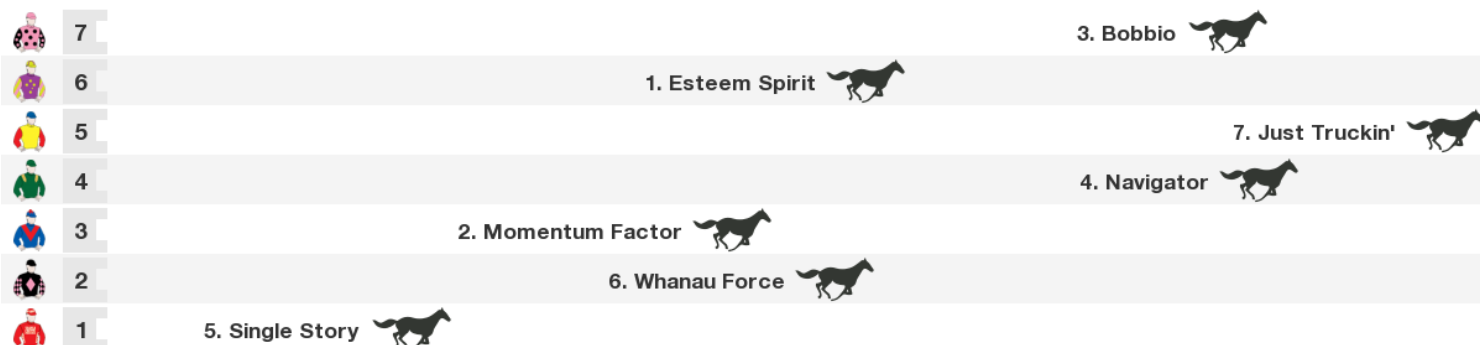 7 3. Bobbio
6 1. Esteem Spirit
5 7. Just Truckin'
4 4. Navigator
3 2. Momentum Factor
2 6. Whanau Force
1 5. Single Story